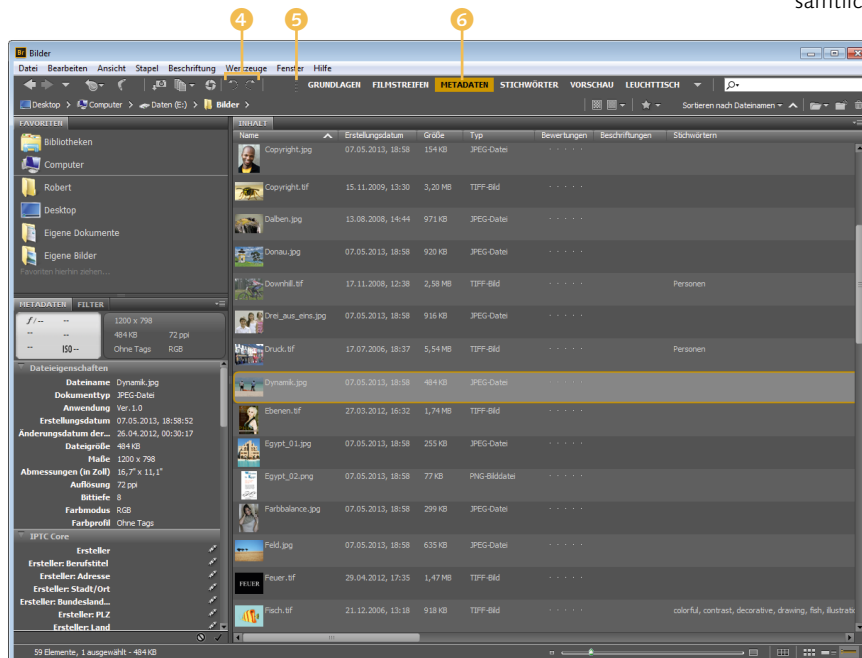 sämtlic
4 5 6
Br Bilder
Datei Bearbeiten Ansicht Stapel Beschriftung Werkzeuge Fenster Hilfe
GRUNDLAGEN FILMSTREIFEN METADATEN STICHWÖRTER VORSCHAU LEUCHTTISCH
Desktop > Computer > Daten (E:) > Bilder >
Sortieren nach Dateinamen
FAVORITEN
Bibliotheken
Computer
Robert
Desktop
Eigene Dokumente
Eigene Bilder
Favoriten hierhin ziehen...
METADATEN FILTER
f/-- --
-- --
-- ISO--
1200 x 798
484 KB 72 ppi
Ohne Tags RGB
Dateieigenschaften
Dateiname Dynamik.jpg
Dokumenttyp JPEG-Datei
Anwendung Ver. 1.0
Erstellungsdatum 07.05.2013, 18:58:52
Änderungsdatum der... 26.04.2012, 00:30:17
Dateigröße 484 KB
Maße 1200 x 798
Abmessungen (in Zoll) 16,7" x 11,1"
Auflösung 72 ppi
Bittiefe 8
Farbmodus RGB
Farbprofil Ohne Tags
IPTC Core
Ersteller
Ersteller: Berufstitel
Ersteller: Adresse
Ersteller: Stadt/Ort
Ersteller: Bundesland...
Ersteller: PLZ
Ersteller: Land
INHALT
Name Erstellungsdatum Größe Typ Bewertungen Beschriftungen Stichwörtern
Copyright.jpg 07.05.2013, 18:58 154 KB JPEG-Datei
Copyright.tif 15.11.2009, 13:30 3,20 MB TIFF-Bild
Dalben.jpg 13.08.2008, 14:44 971 KB JPEG-Datei
Donau.jpg 07.05.2013, 18:58 920 KB JPEG-Datei
Downhill.tif 17.11.2008, 12:38 2,58 MB TIFF-Bild Personen
Drei_aus_eins.jpg 07.05.2013, 18:58 916 KB JPEG-Datei
Druck.tif 17.07.2006, 18:37 5,54 MB TIFF-Bild Personen
Dynamik.jpg 07.05.2013, 18:58 484 KB JPEG-Datei
Ebenen.tif 27.03.2012, 16:32 1,74 MB TIFF-Bild
Egypt_01.jpg 07.05.2013, 18:58 255 KB JPEG-Datei
Egypt_02.png 07.05.2013, 18:58 77 KB PNG-Bilddatei
Farbbalance.jpg 07.05.2013, 18:58 299 KB JPEG-Datei
Feld.jpg 07.05.2013, 18:58 635 KB JPEG-Datei
FEUER Feuer.tif 29.04.2012, 17:35 1,47 MB TIFF-Bild
Fisch.tif 21.12.2006, 13:18 918 KB TIFF-Bild colorful, contrast, decorative, drawing, fish, illustratio
59 Elemente, 1 ausgewählt - 484 KB